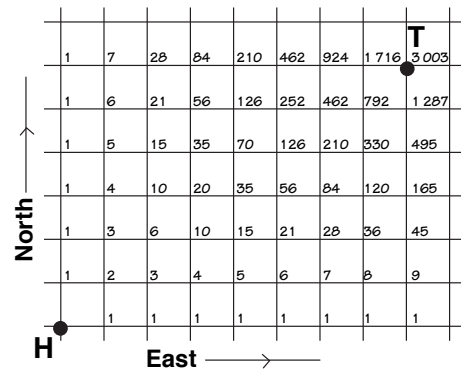 T
1 7 28 84 210 462 924 1 716 3 003
1 6 21 56 126 252 462 792 1 287
1 5 15 35 70 126 210 330 495
1 4 10 20 35 56 84 120 165
1 3 6 10 15 21 28 36 45
1 2 3 4 5 6 7 8 9
1 1 1 1 1 1 1 1
H
North
East